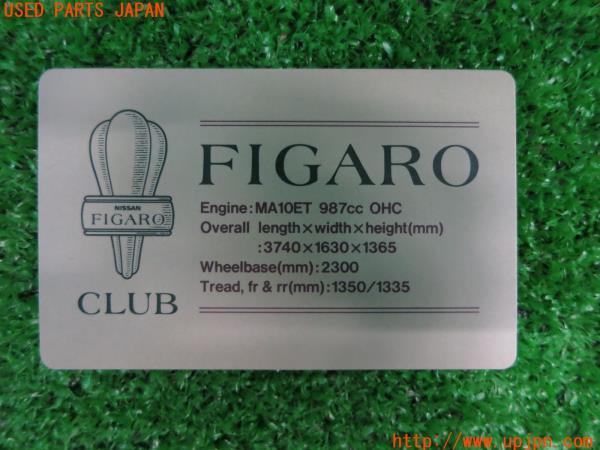 USED PARTS JAPAN
FIGARO
NISSAN
FIGARO
CLUB
Engine:MA10ET 987cc OHC
Overall length×width×height(mm)
:3740×1630×1365
Wheelbase(mm):2300
Tread, fr & rr(mm):1350/1335
http://www.upjpn.com/